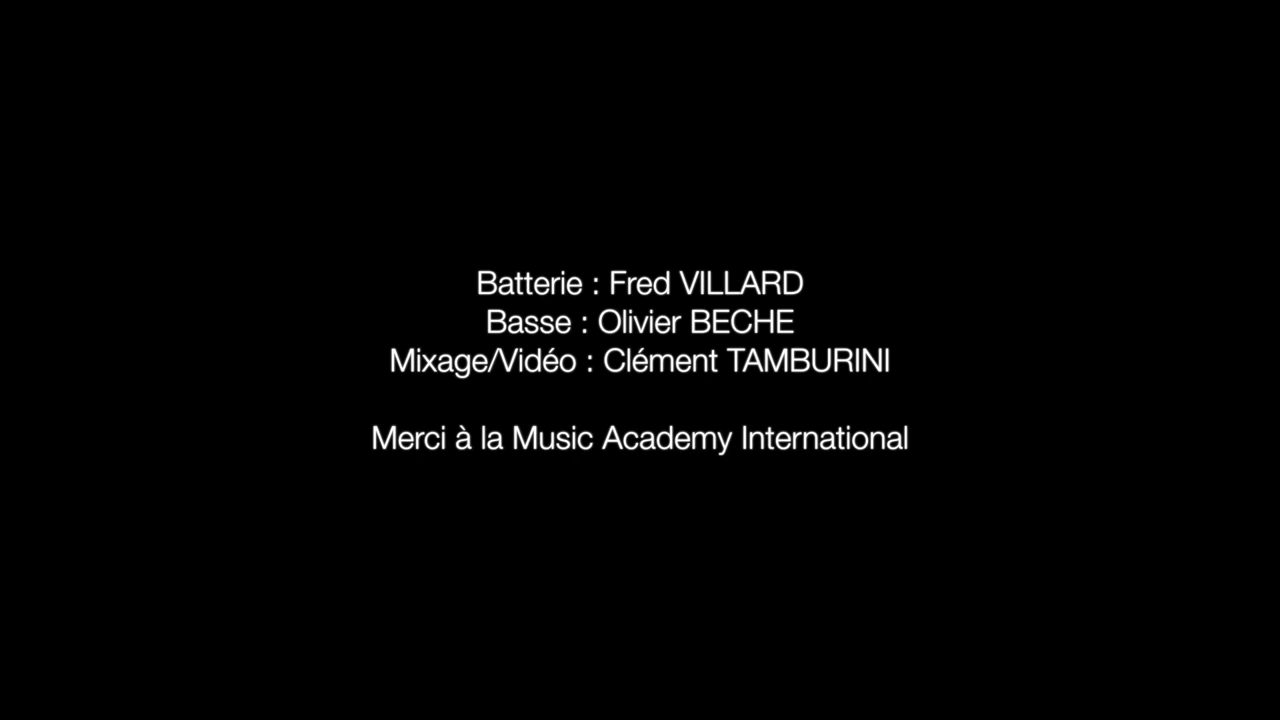 Batterie : Fred VILLARD
Basse : Olivier BECHE
Mixage/Vidéo : Clément TAMBURINI
Merci à la Music Academy International